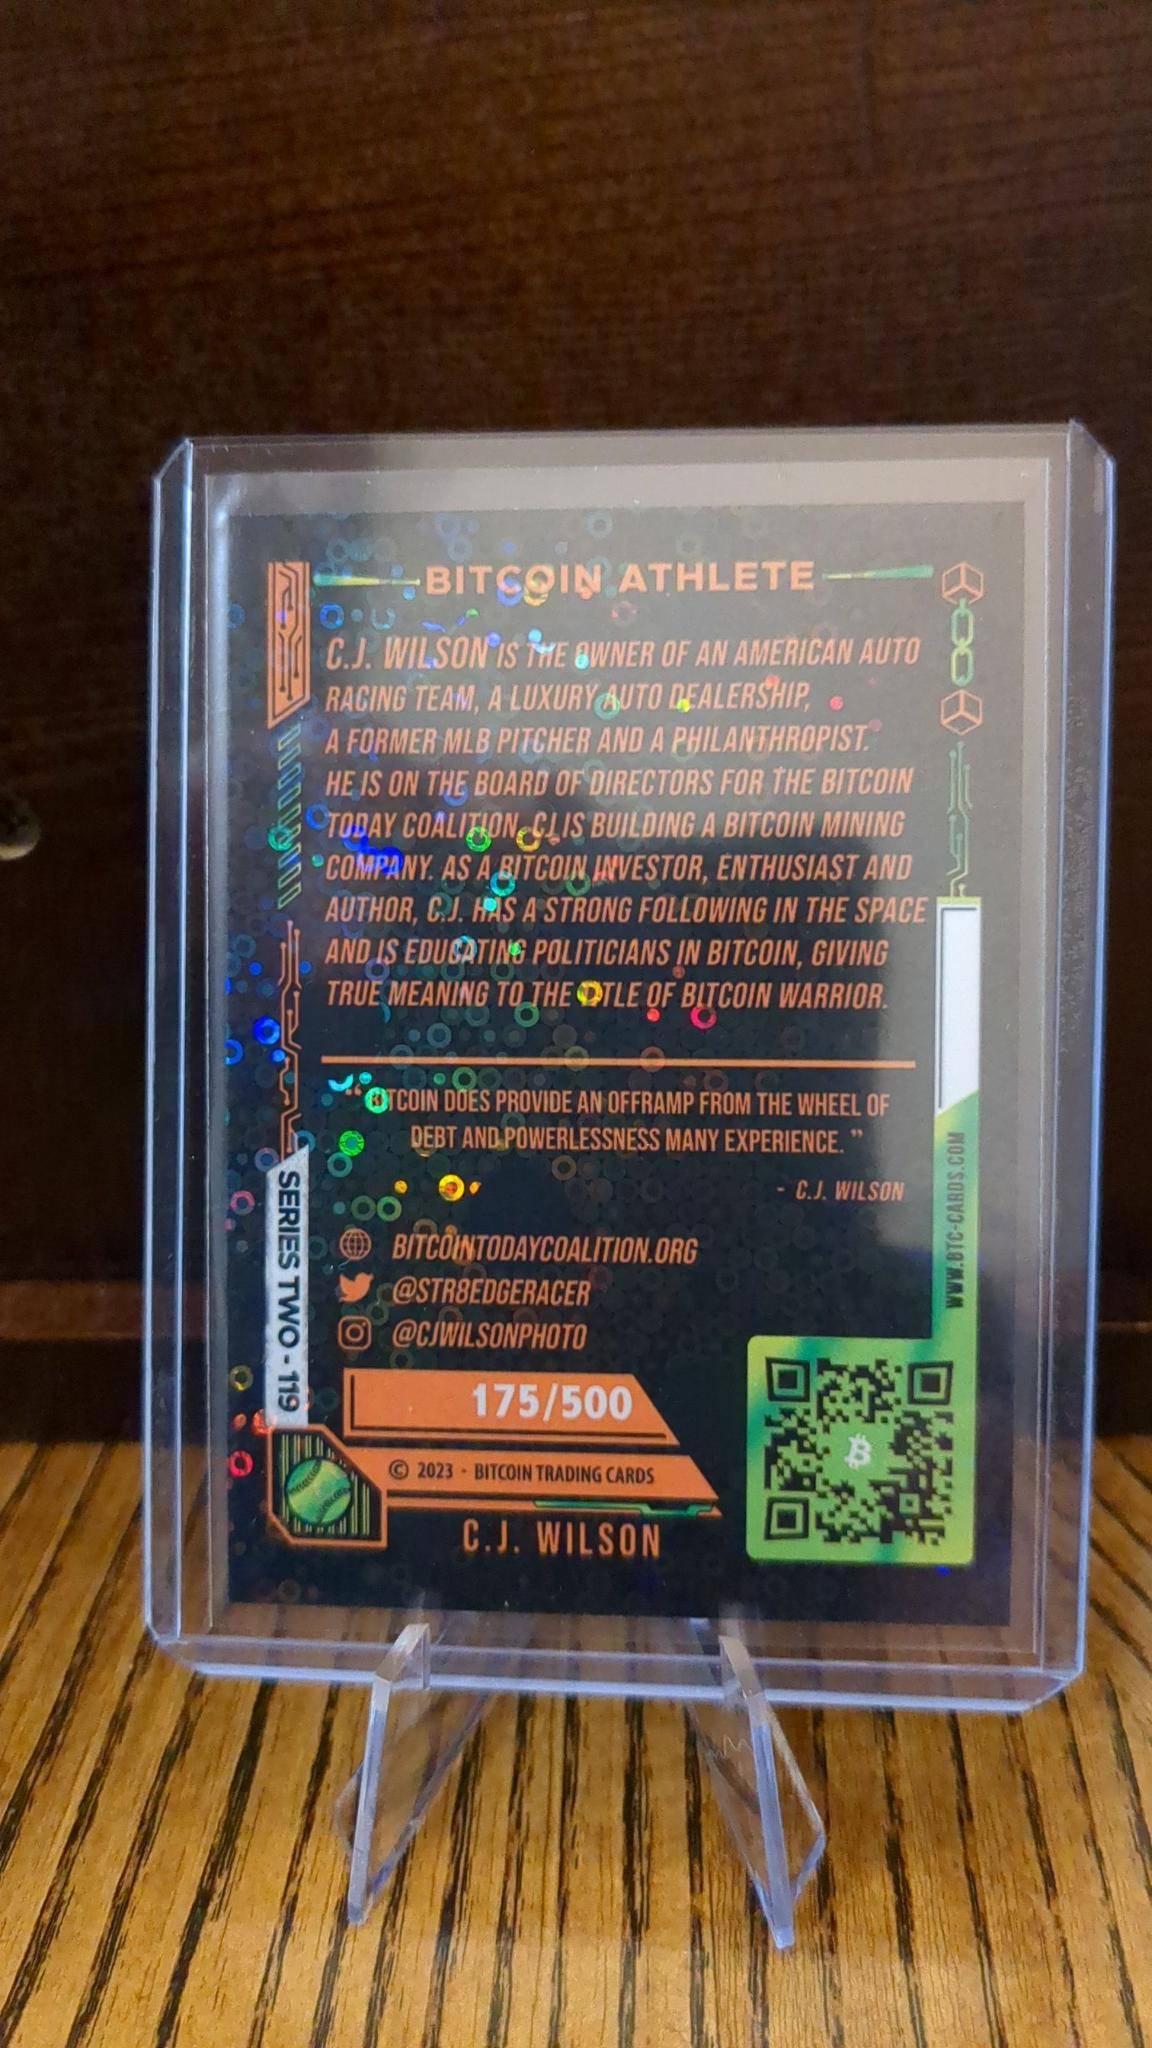 BITCOIN ATHLETE
C.J. WILSON IS THE OWNER OF AN AMERICAN AUTO
RACING TEAM, A LUXURY AUTO DEALERSHIP,
A FORMER MLB PITCHER AND A PHILANTHROPIST.
HE IS ON THE BOARD OF DIRECTORS FOR THE BITCOIN
TODAY COALITION. CJ IS BUILDING A BITCOIN MINING
COMPANY. AS A BITCOIN INVESTOR, ENTHUSIAST AND
AUTHOR, C.J. HAS A STRONG FOLLOWING IN THE SPACE
AND IS EDUCATING POLITICIANS IN BITCOIN, GIVING
TRUE MEANING TO THE TITLE OF BITCOIN WARRIOR.
“BITCOIN DOES PROVIDE AN OFFRAMP FROM THE WHEEL OF
DEBT AND POWERLESSNESS MANY EXPERIENCE.”
- C.J. WILSON
BITCOINTODAYCOALITION.ORG
@STR8EDGERACER
@CJWILSONPHOTO
175/500
© 2023 - BITCOIN TRADING CARDS
C.J. WILSON
SERIES TWO - 119
WWW.BTC-CARDS.COM